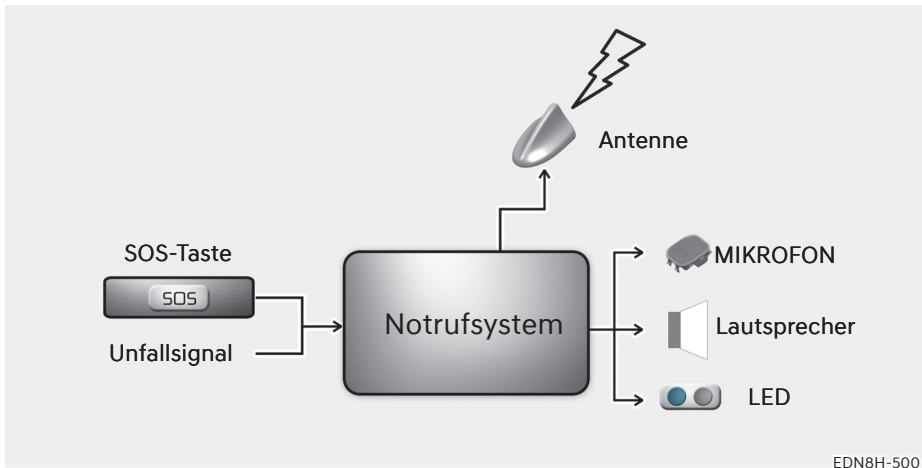 Antenne
SOS-Taste
SOS
Unfallsignal
Notrufsystem
MIKROFON
Lautsprecher
LED
EDN8H-500